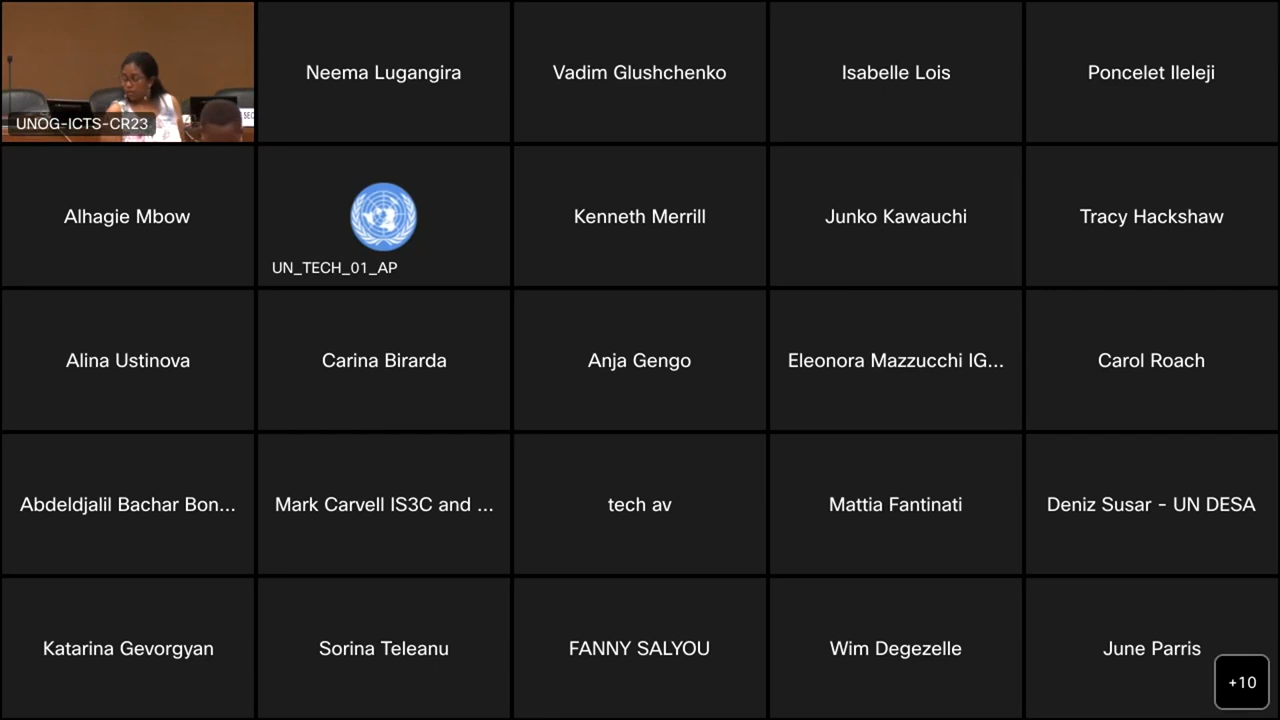 UNOG-ICTS-CR23
Neema Lugangira
Vadim Glushchenko
Isabelle Lois
Poncelet Ileleji
Alhagie Mbow
UN_TECH_01_AP
Kenneth Merrill
Junko Kawauchi
Tracy Hackshaw
Alina Ustinova
Carina Birarda
Anja Gengo
Eleonora Mazzucchi IG...
Carol Roach
Abdeldjalil Bachar Bon...
Mark Carvell IS3C and ...
tech av
Mattia Fantinati
Deniz Susar - UN DESA
Katarina Gevorgyan
Sorina Teleanu
FANNY SALYOU
Wim Degezelle
June Parris
+10